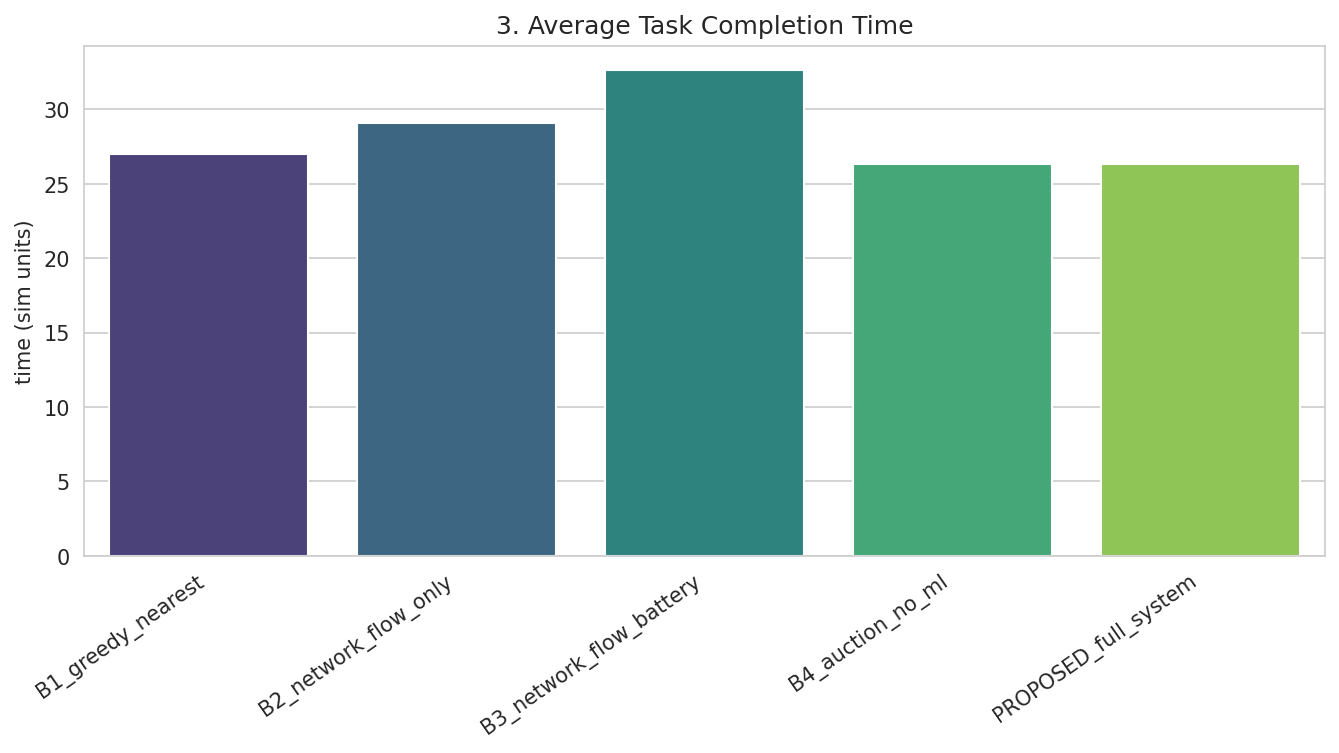 3. Average Task Completion Time
time (sim units)
30
25
20
15
10
5
0
B1_greedy_nearest
B2_network_flow_only
B3_network_flow_battery
B4_auction_no_ml
PROPOSED_full_system